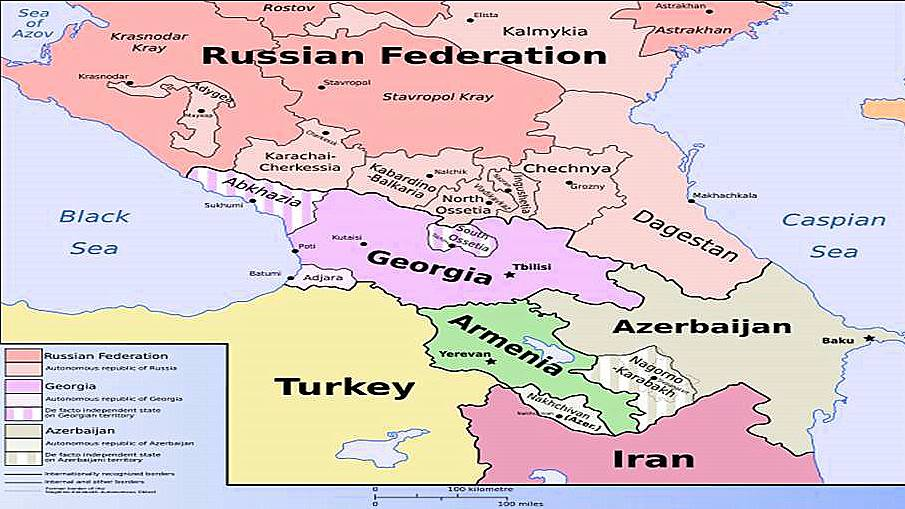 Sea
of
Azov
Rostov
Elista
Astrakhan
Krasnodar
Kray
Kalmykia
Astrakhan
Russian Federation
Krasnodar
Stavropol
Adygea
Stavropol Kray
Cherkessk
Karachai-
Cherkessia
Kabardino
-Balkaria
Nalchik
Chechnya
Grozny
Ingushetia
North
Ossetia
Makhachkala
Dagestan
Abkhazia
Sukhumi
Black
Sea
Caspian
Sea
Poti
Kutaisi
South
Ossetia
Georgia
Tbilisi
Batumi
Adjara
Armenia
Azerbaijan
Baku
Yerevan
Nagorno
-Karabakh
Turkey
Nakhchivan
(Azer.)
Iran
Russian Federation
Autonomous republic of Russia
Georgia
Autonomous republic of Georgia
De facto independent state
on Georgian territory
Azerbaijan
Autonomous republic of Azerbaijan
De facto independent state
on Azerbaijani territory
Internationally recognized borders
Internal and other borders
0 100 kilometre
0 100 miles